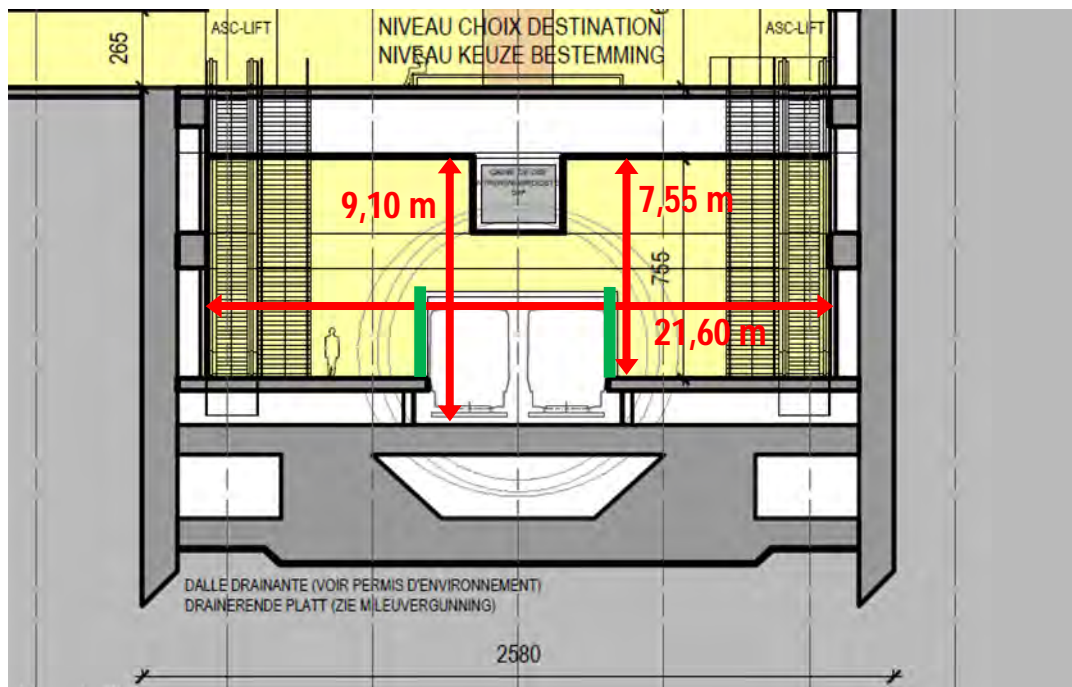 265
ASC-LIFT
NIVEAU CHOIX DESTINATION
NIVEAU KEUZE BESTEMMING
ASC-LIFT
9,10 m
7,55 m
755
21,60 m
DALLE DRAINANTE (VOIR PERMIS D'ENVIRONNEMENT)
DRAINERENDE PLATT (ZIE MILEUVERGUNNING)
2580